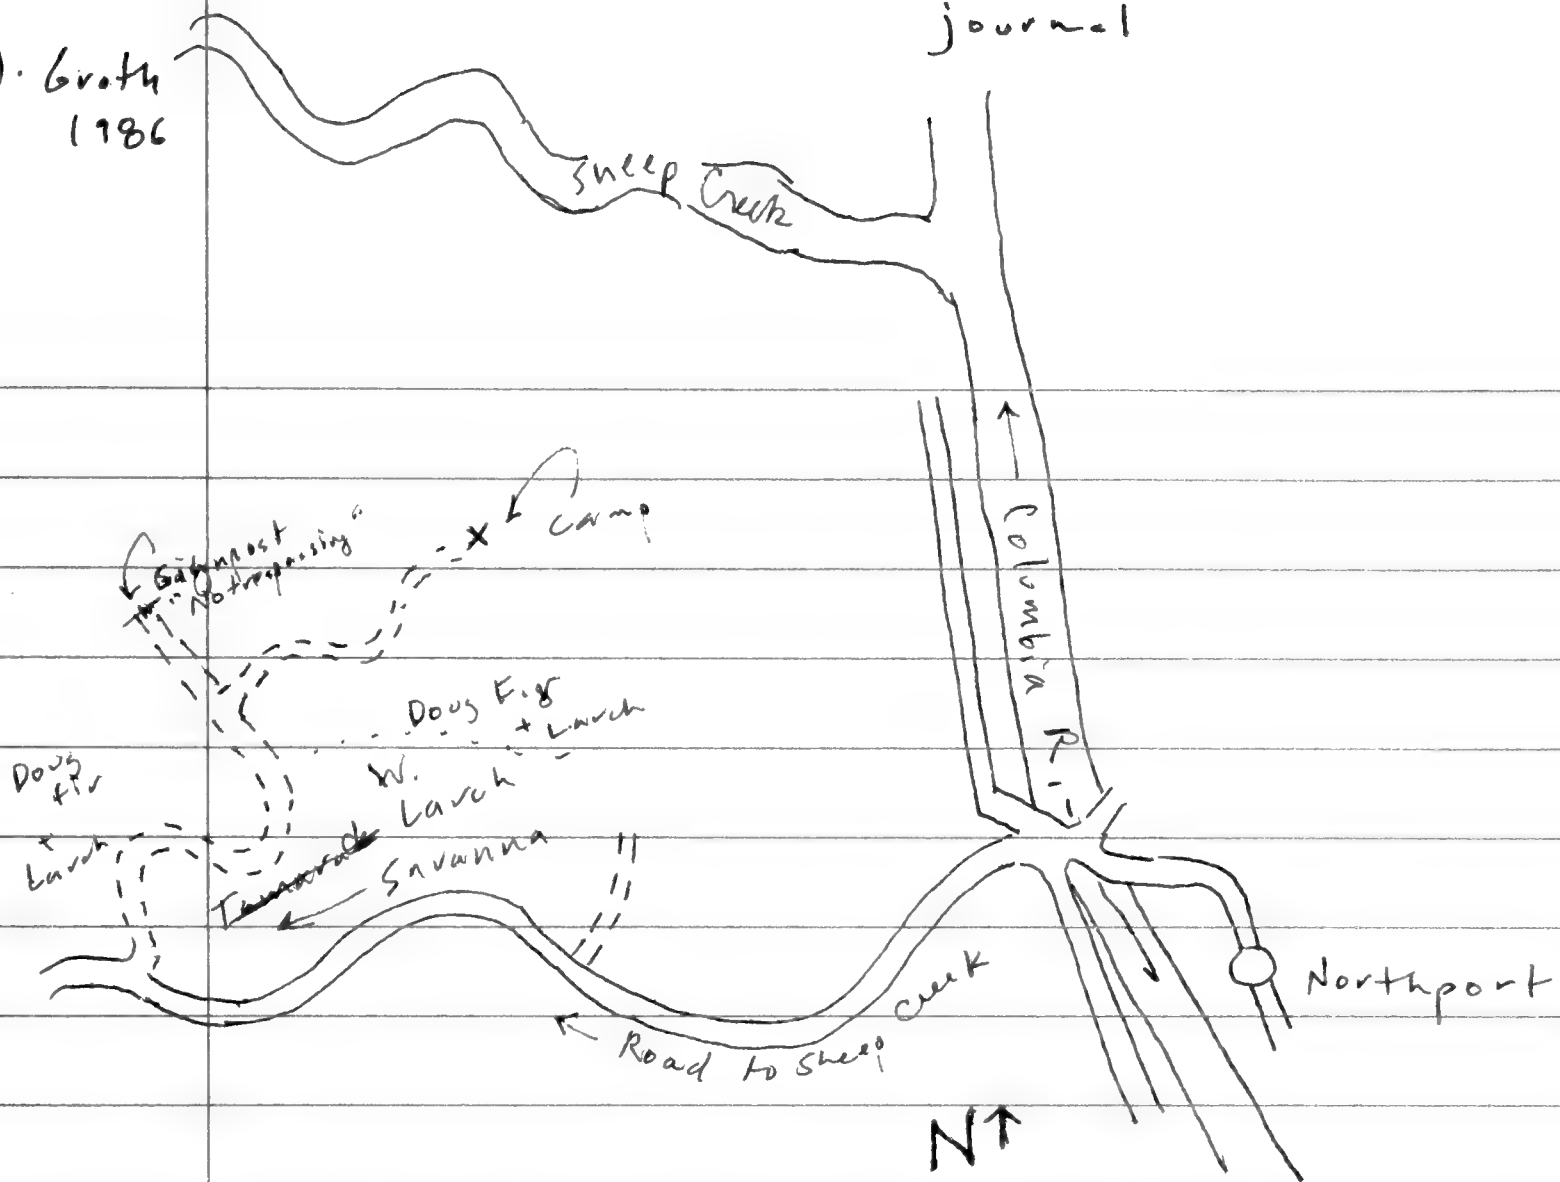 journal
). Groth
1986
Sheep
Creek
Camp
"No trespassing"
Columbia Riv
Doug Fir
+ Larch
W.
Larch
Doug
fir
+
Larch
Savanna
Tamarack
Creek
Road to Sheep
Northport
N↑